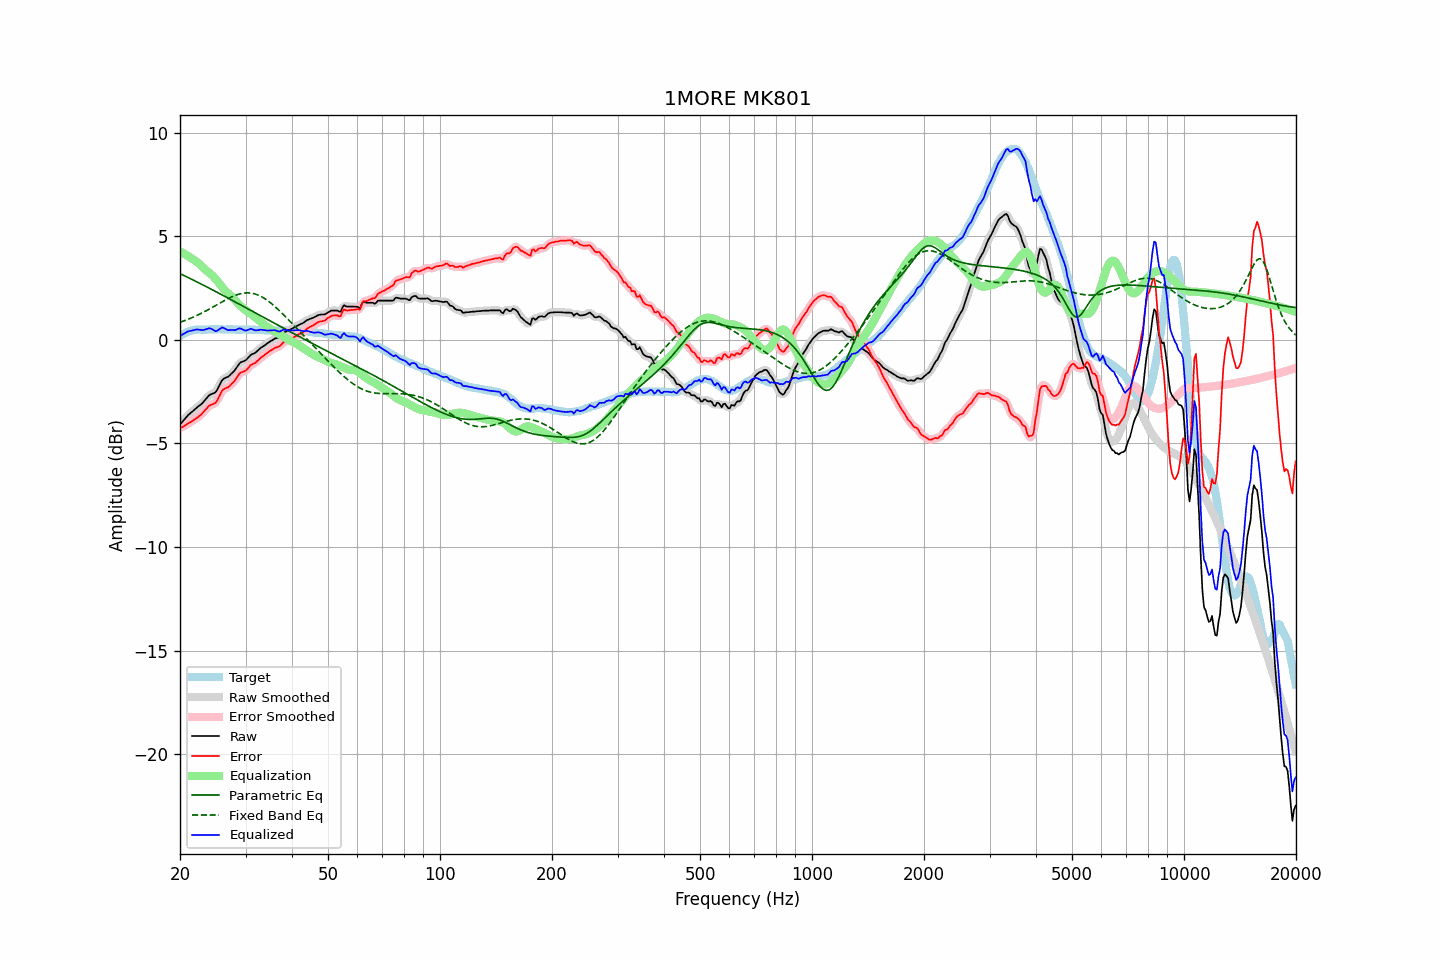 1MORE MK801
Amplitude (dBr)
10
5
0
−5
−10
−15
−20
Target
Raw Smoothed
Error Smoothed
Raw
Error
Equalization
Parametric Eq
Fixed Band Eq
Equalized
20 50 100 200 500 1000 2000 5000 10000 20000
Frequency (Hz)